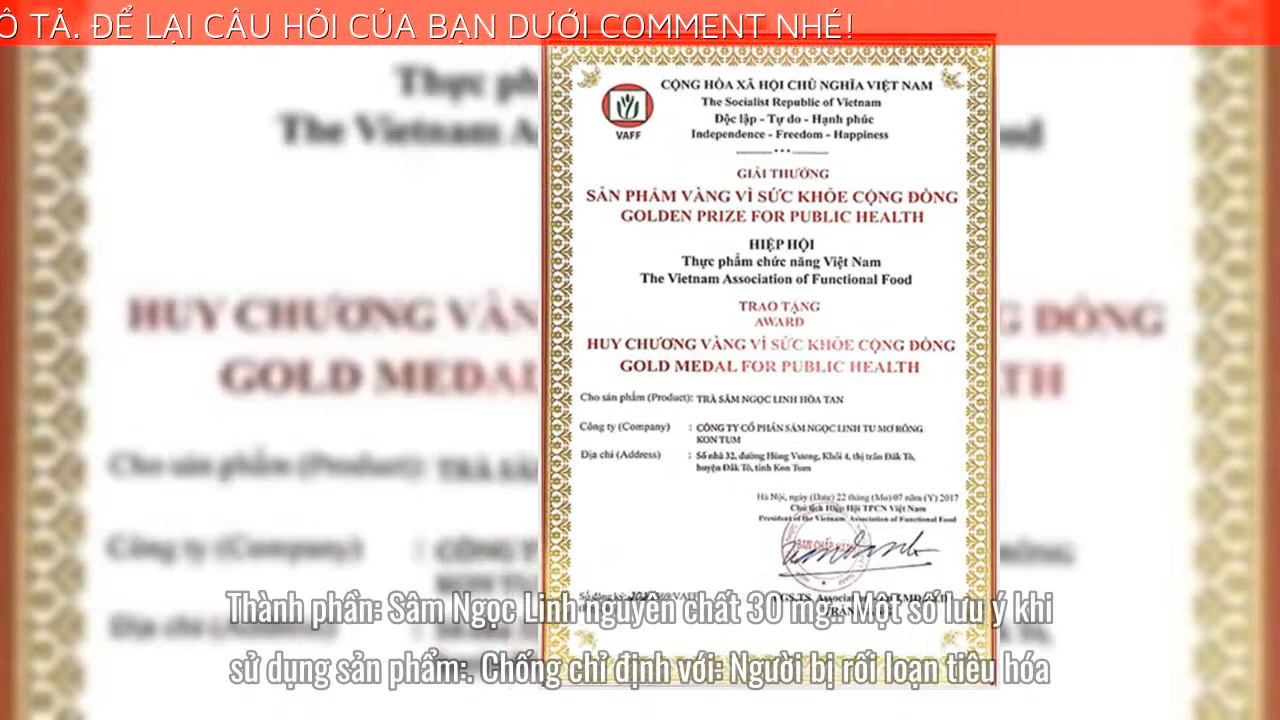 Ô TẢ. ĐỂ LẠI CÂU HỎI CỦA BẠN DƯỚI COMMENT NHÉ!
CỘNG HÒA XÃ HỘI CHỦ NGHĨA VIỆT NAM
The Socialist Republic of Vietnam
Độc lập - Tự do - Hạnh phúc
Independence - Freedom - Happiness
VAFF
GIẢI THƯỞNG
SẢN PHẨM VÀNG VÌ SỨC KHỎE CỘNG ĐỒNG
GOLDEN PRIZE FOR PUBLIC HEALTH
HIỆP HỘI
Thực phẩm chức năng Việt Nam
The Vietnam Association of Functional Food
TRAO TẶNG
AWARD
HUY CHƯƠNG VÀNG VÌ SỨC KHỎE CỘNG ĐỒNG
GOLD MEDAL FOR PUBLIC HEALTH
Cho sản phẩm (Product): TRÀ SÂM NGỌC LINH HÒA TAN
Công ty (Company) : CÔNG TY CỔ PHẦN SÂM NGỌC LINH TU MƠ RÔNG
KON TUM
Địa chỉ (Address) : Số nhà 32, đường Hùng Vương, Khối 4, thị trấn Đăk Tô,
huyện Đăk Tô, tỉnh Kon Tum
Hà Nội, ngày (Date) 22 tháng (Mo) 07 năm (Y) 2017
Chủ tịch Hiệp Hội TPCN Việt Nam
President of the Vietnam Association of Functional Food
Thành phần: Sâm Ngọc Linh nguyên chất 30 mg.. Một số lưu ý khi
sử dụng sản phẩm:. Chống chỉ định với: Người bị rối loạn tiêu hóa